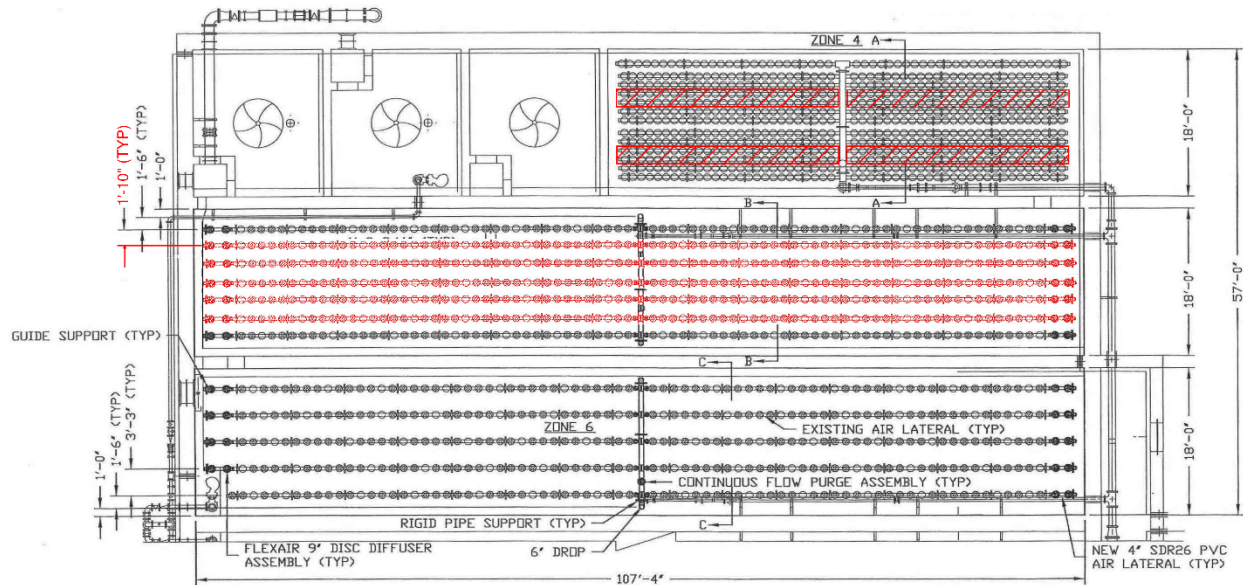 ZONE 4
A
18'-0"
1'-10" (TYP)
1'-6" (TYP)
1'-0"
A
B
57'-0"
18'-0"
GUIDE SUPPORT (TYP)
C
B
1'-0"
1'-6" (TYP)
3'-3" (TYP)
ZONE 6
EXISTING AIR LATERAL (TYP)
18'-0"
CONTINUOUS FLOW PURGE ASSEMBLY (TYP)
RIGID PIPE SUPPORT (TYP)
C
FLEXAIR 9" DISC DIFFUSER
ASSEMBLY (TYP)
6" DROP
NEW 4" SDR26 PVC
AIR LATERAL (TYP)
107'-4"